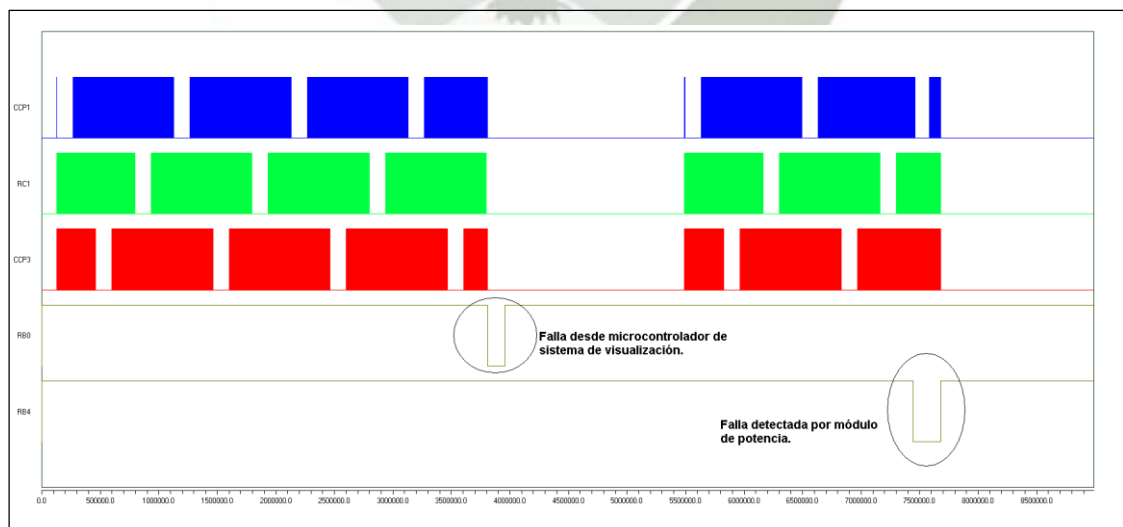 CCP1
RC1
CCP3
RB0
Falla desde microcontrolador de
sistema de visualización.
RB4
Falla detectada por módulo
de potencia.
0.0 500000.0 1000000.0 1500000.0 2000000.0 2500000.0 3000000.0 3500000.0 4000000.0 4500000.0 5000000.0 5500000.0 6000000.0 6500000.0 7000000.0 7500000.0 8000000.0 8500000.0